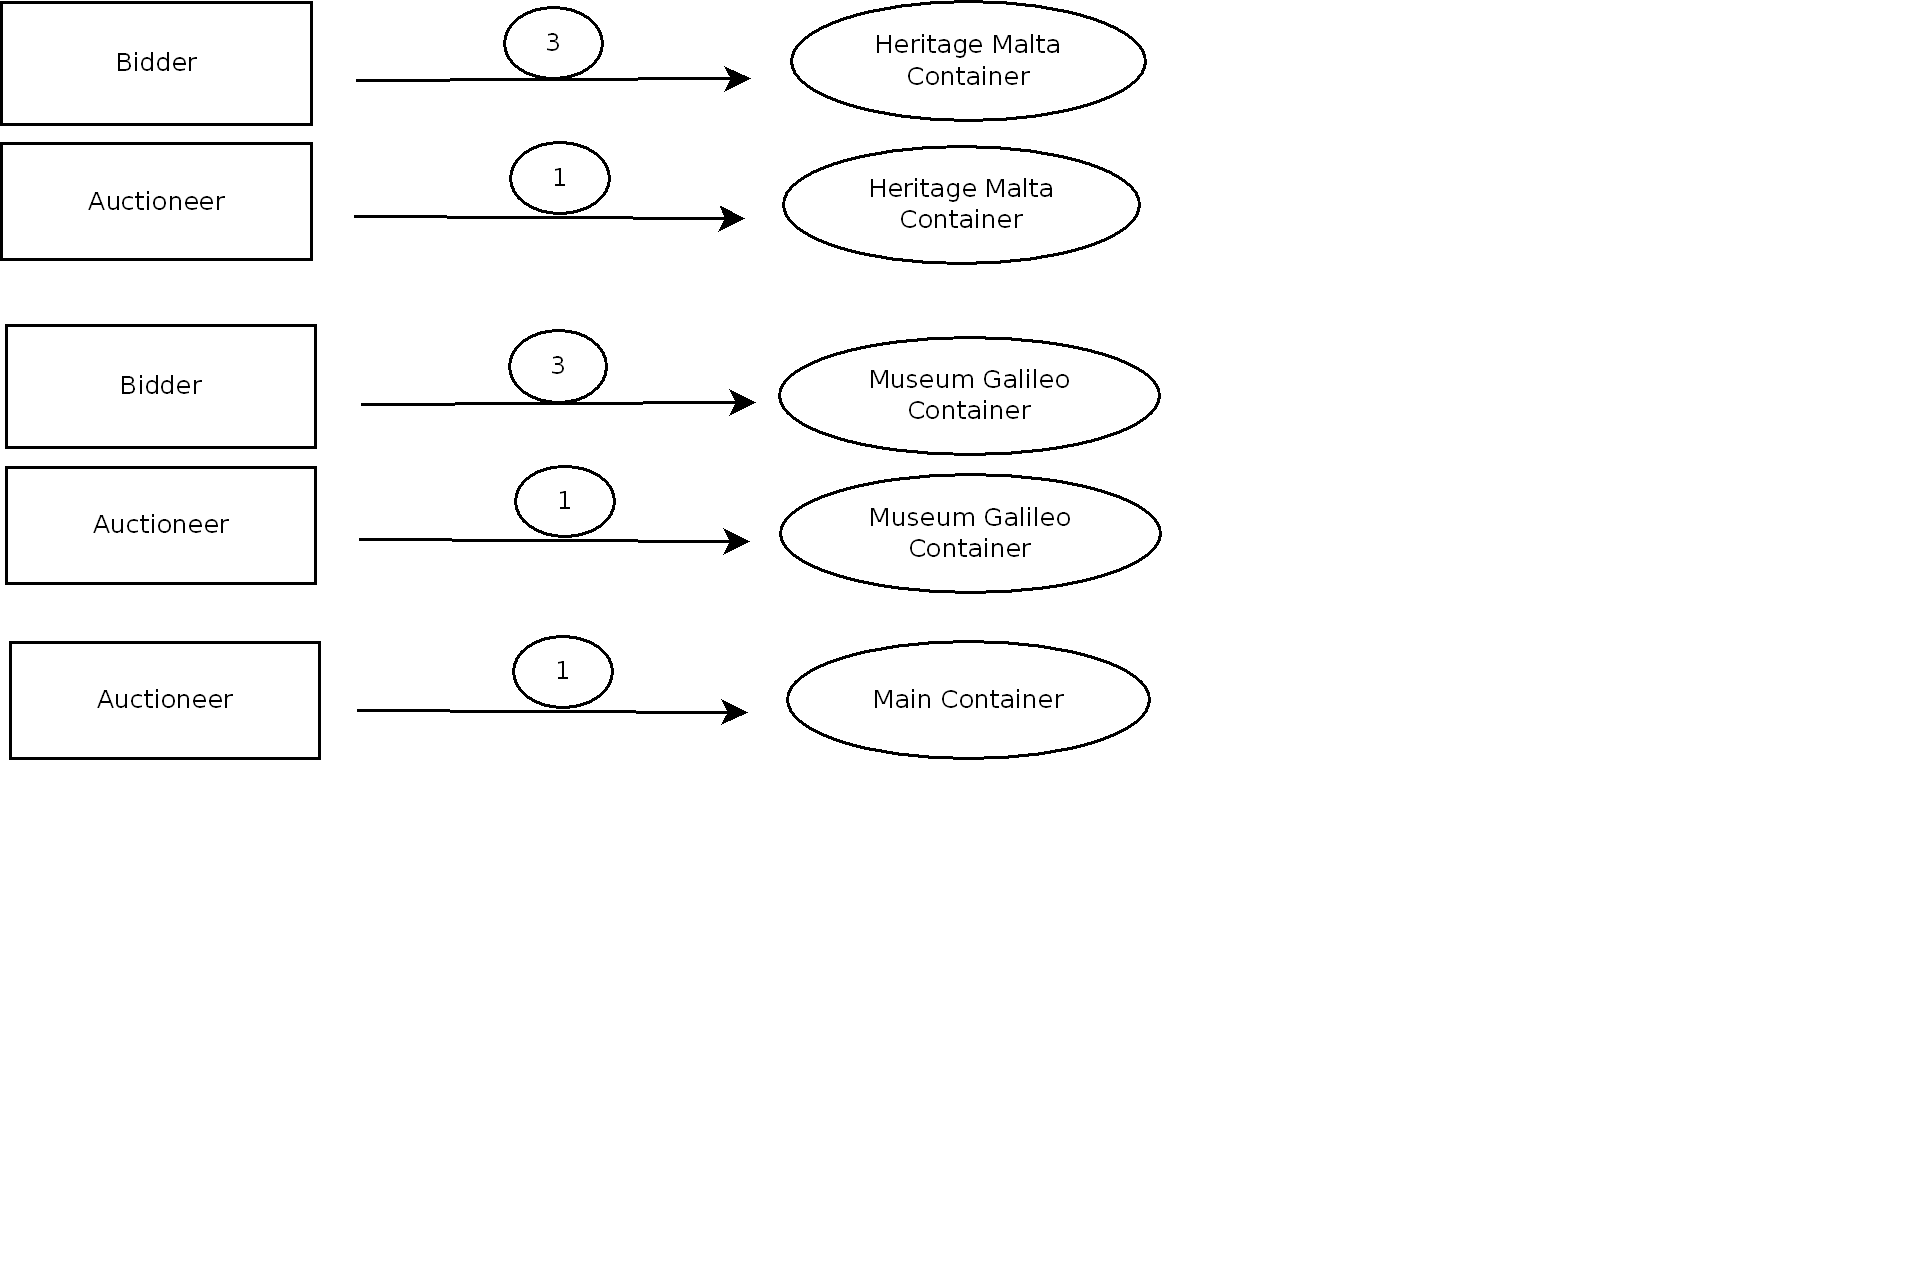 Bidder
3
Heritage Malta
Container
Auctioneer
1
Heritage Malta
Container
Bidder
3
Museum Galileo
Container
Auctioneer
1
Museum Galileo
Container
Auctioneer
1
Main Container